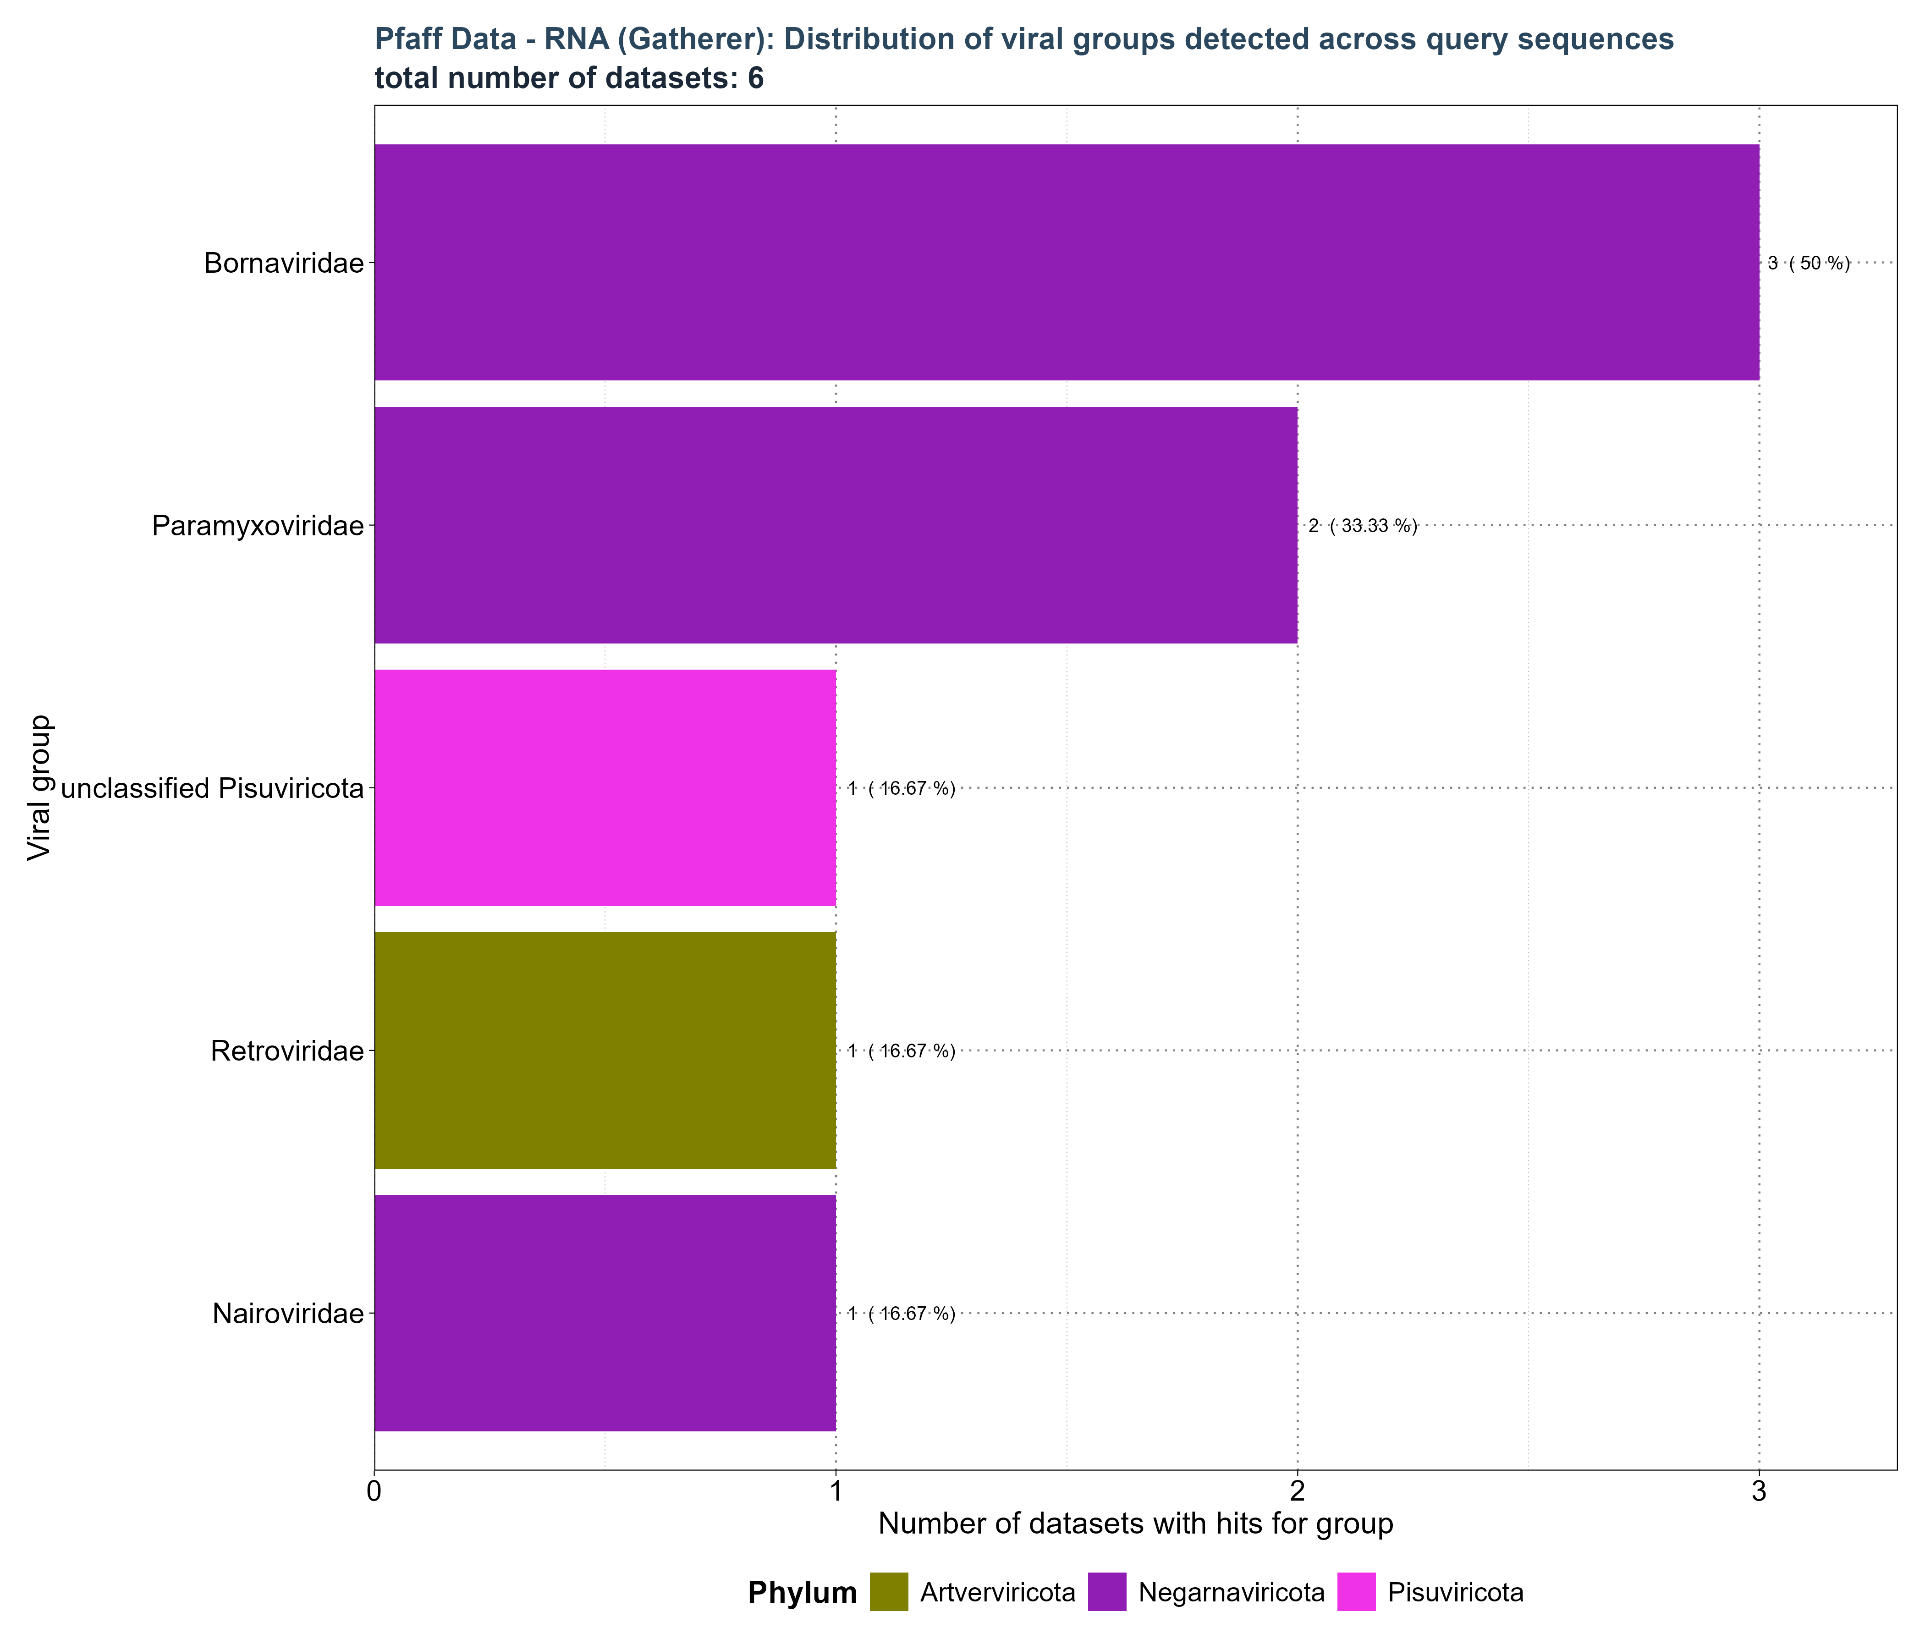 Pfaff Data - RNA (Gatherer): Distribution of viral groups detected across query sequences
total number of datasets: 6
Viral group
Bornaviridae
3 ( 50 %)
Paramyxoviridae
2 ( 33.33 %)
unclassified Pisuviricota
1 ( 16.67 %)
Retroviridae
1 ( 16.67 %)
Nairoviridae
1 ( 16.67 %)
0 1 2 3
Number of datasets with hits for group
Phylum Artverviricota Negarnaviricota Pisuviricota